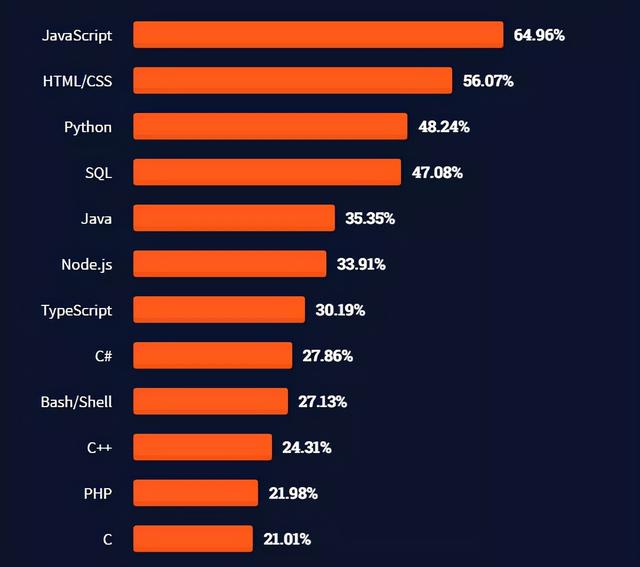 JavaScript 64.96%
HTML/CSS 56.07%
Python 48.24%
SQL 47.08%
Java 35.35%
Node.js 33.91%
TypeScript 30.19%
C# 27.86%
Bash/Shell 27.13%
C++ 24.31%
PHP 21.98%
C 21.01%